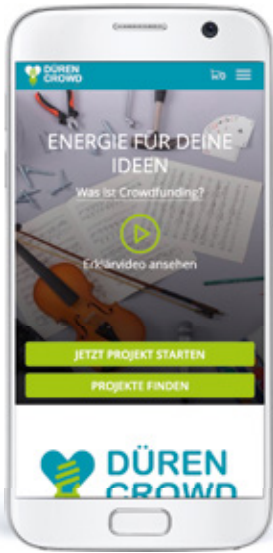 DÜREN
CROWD
ENERGIE FÜR DEINE
IDEEN
Was ist Crowdfunding?
Erklärvideo ansehen
JETZT PROJEKT STARTEN
PROJEKTE FINDEN
DÜREN
CROWD